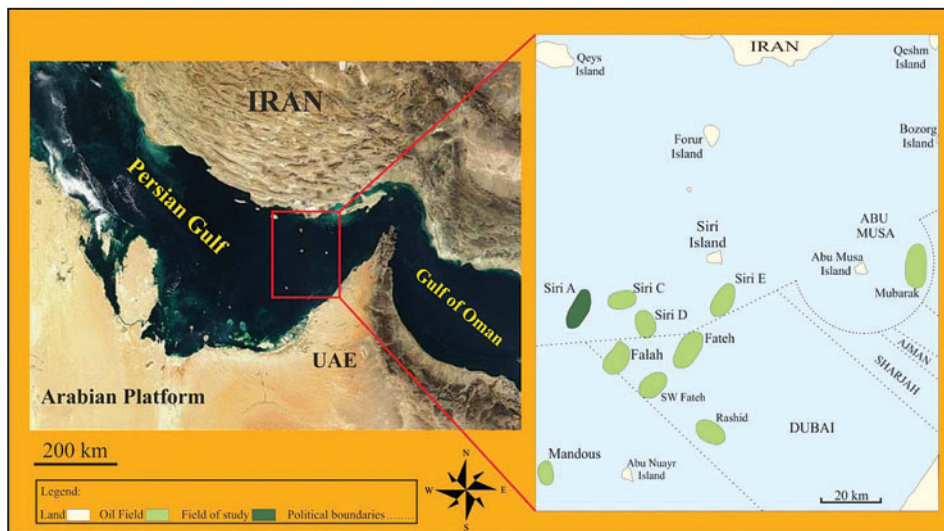 IRAN
Persian Gulf
Gulf of Oman
UAE
Arabian Platform
200 km
N
W
E
S
Legend:
Land
Oil Field
Field of study
Political boundaries
IRAN
Qeys
Island
Qeshm
Island
Forur
Island
Bozorg
Island
Siri
Island
ABU
MUSA
Abu Musa
Island
Mubarak
Siri A
Siri C
Siri D
Siri E
Falah
Fateh
SW Fateh
Rashid
AJMAN
SHARJAH
DUBAI
Mandous
Abu Nuayr
Island
20 km